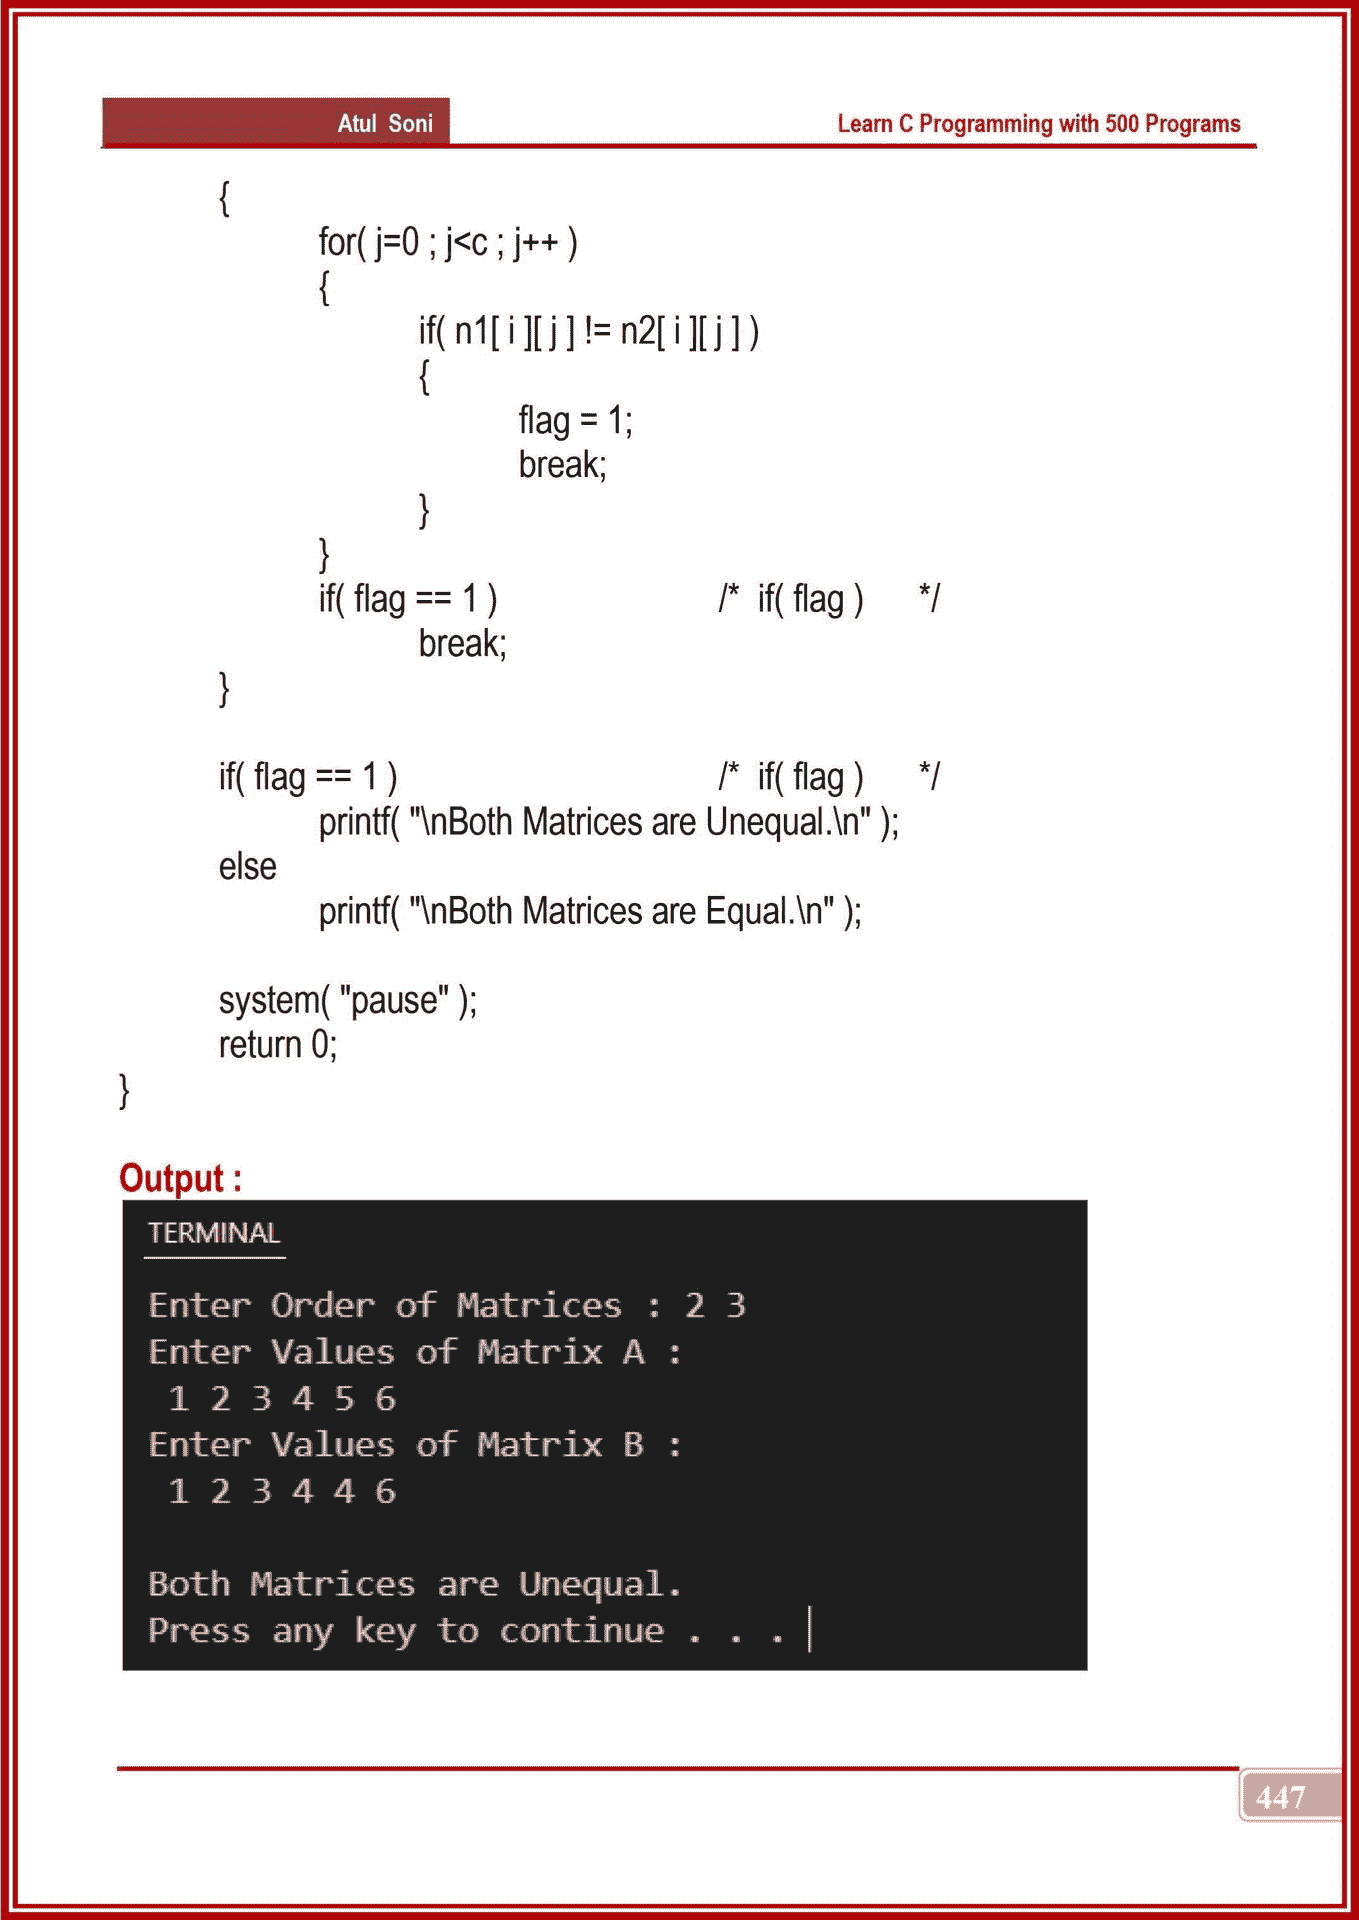 Atul Soni
Learn C Programming with 500 Programs
{
for( j=0 ; j<c ; j++ )
{
if( n1[ i ][ j ] != n2[ i ][ j ] )
{
flag = 1;
break;
}
}
if( flag == 1 ) /* if( flag ) */
break;
}
if( flag == 1 ) /* if( flag ) */
printf( "\nBoth Matrices are Unequal.\n" );
else
printf( "\nBoth Matrices are Equal.\n" );
system( "pause" );
return 0;
}
Output :
TERMINAL
Enter Order of Matrices : 2 3
Enter Values of Matrix A :
1 2 3 4 5 6
Enter Values of Matrix B :
1 2 3 4 4 6
Both Matrices are Unequal.
Press any key to continue . . .
447